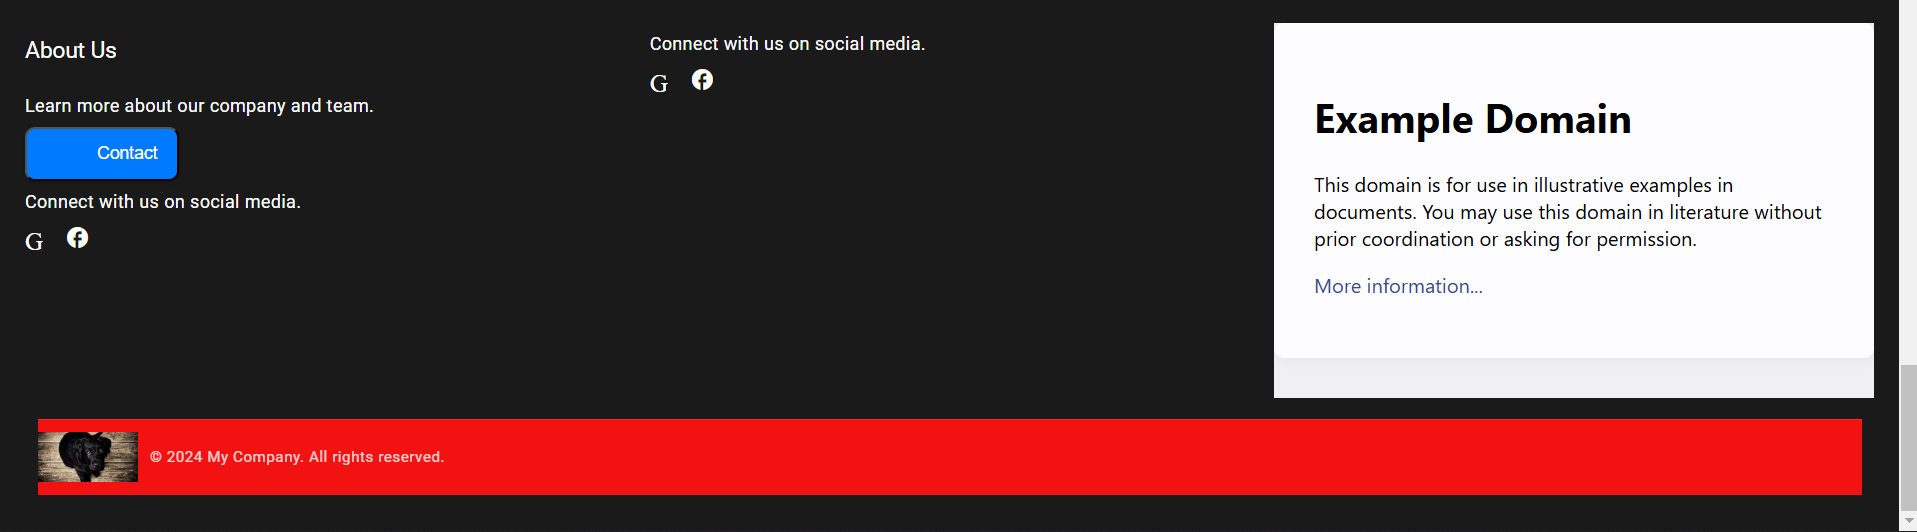 About Us
Learn more about our company and team.
Contact
Connect with us on social media.
G
Connect with us on social media.
G
Example Domain
This domain is for use in illustrative examples in
documents. You may use this domain in literature without
prior coordination or asking for permission.
More information...
© 2024 My Company. All rights reserved.